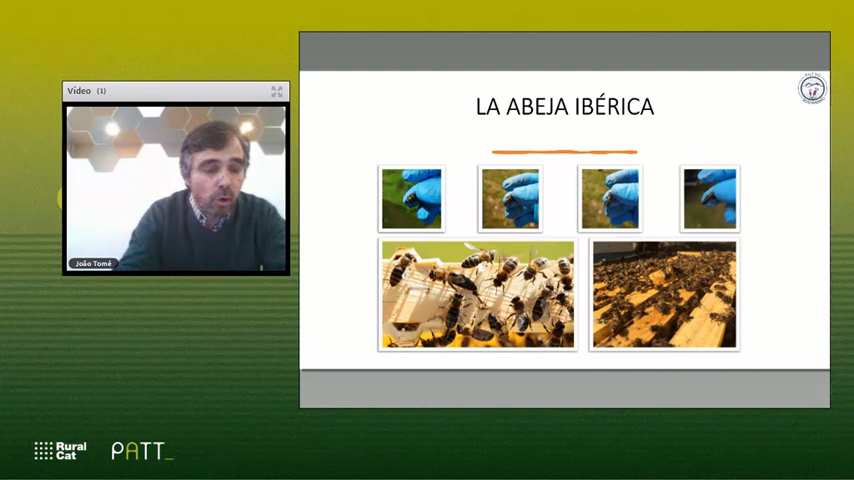 Vídeo (1)
João Tomé
LA ABEJA IBÉRICA
Rural
Cat
PATT_